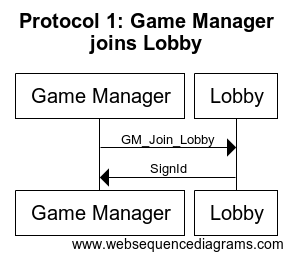 Protocol 1: Game Manager
joins Lobby
Game Manager
Lobby
GM_Join_Lobby
SignId
Game Manager
Lobby
www.websequencediagrams.com